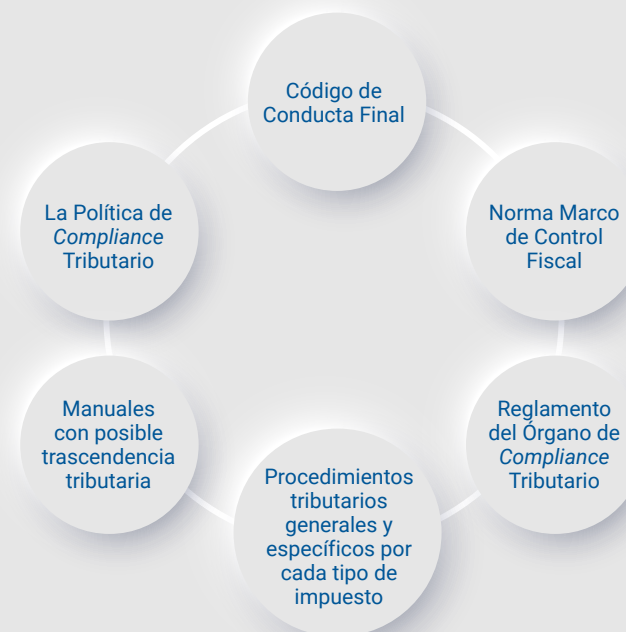 Código de
Conducta Final
La Política de
Compliance
Tributario
Norma Marco
de Control
Fiscal
Manuales
con posible
trascendencia
tributaria
Reglamento
del Órgano de
Compliance
Tributario
Procedimientos
tributarios
generales y
específicos por
cada tipo de
impuesto